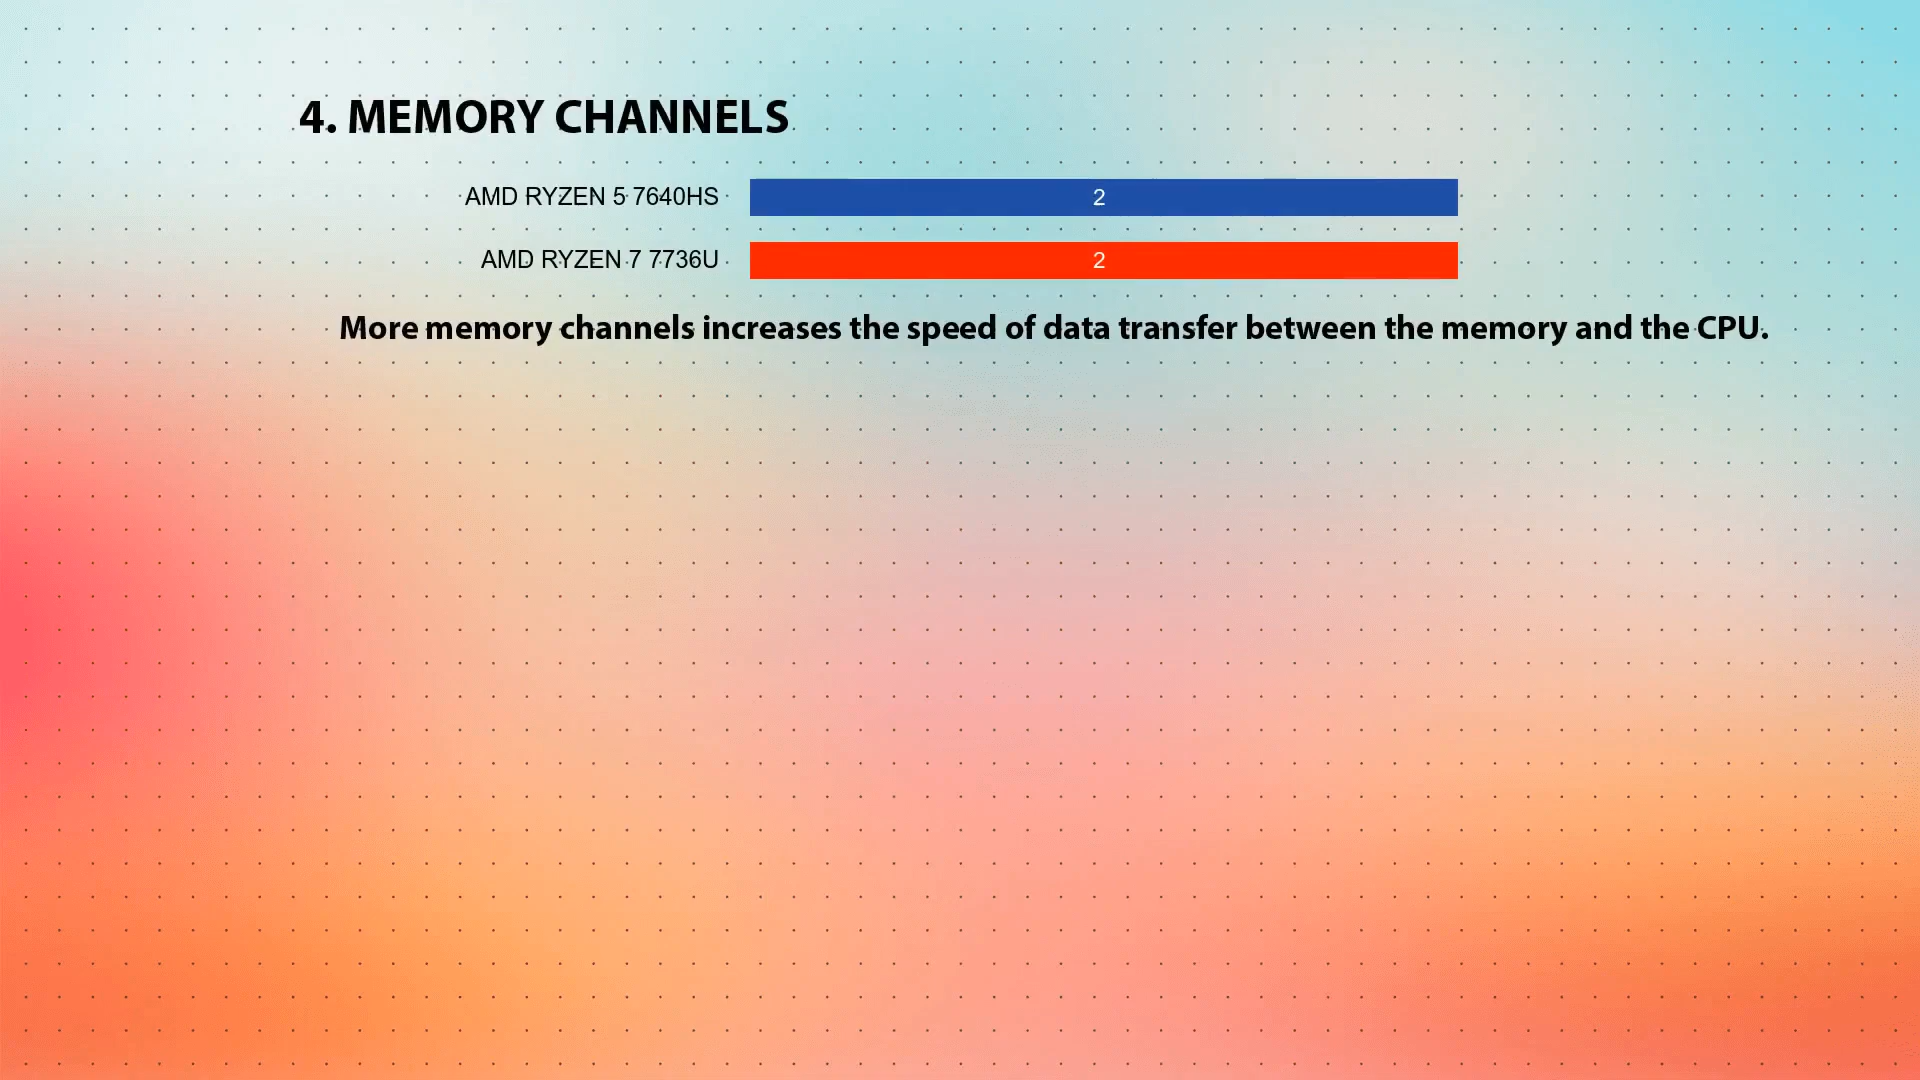 4. MEMORY CHANNELS
AMD RYZEN 5 7640HS 2
AMD RYZEN 7 7736U 2
More memory channels increases the speed of data transfer between the memory and the CPU.